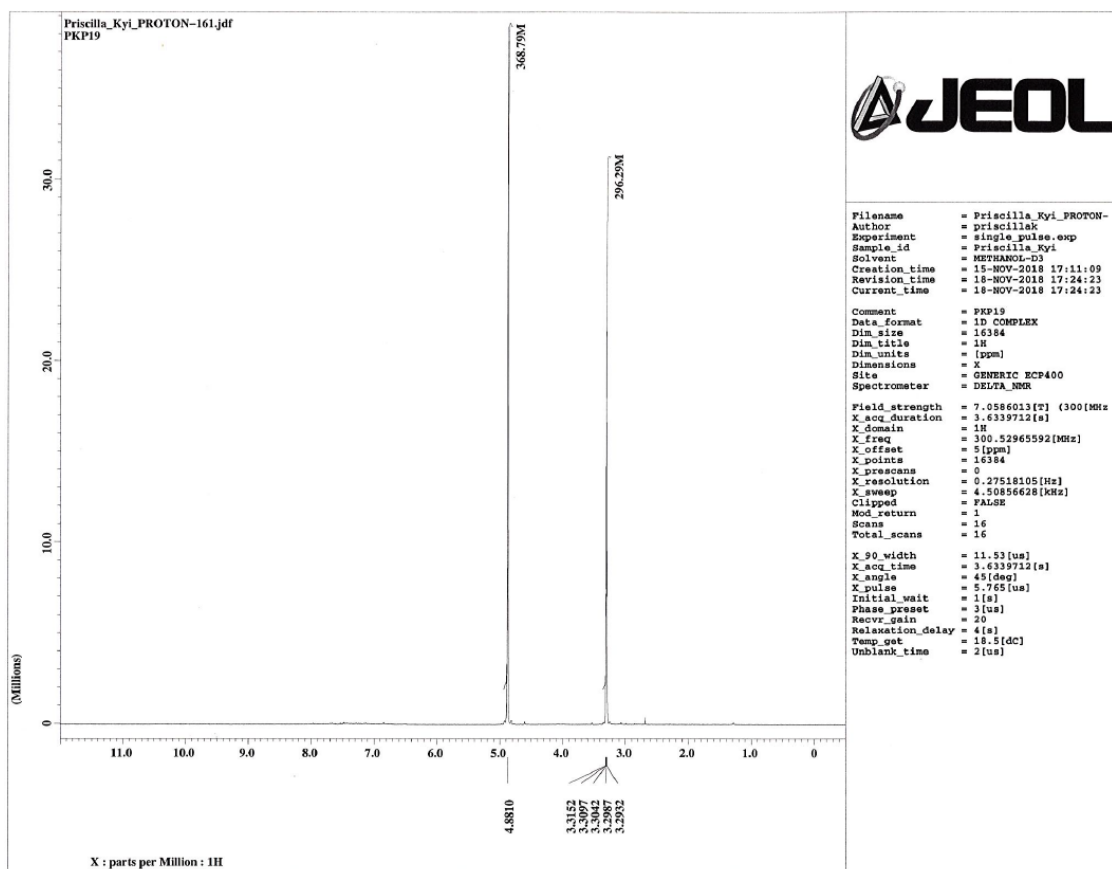 Priscilla_Kyi_PROTON-161.jdf
PKP19
368.79M
296.29M
(Millions)
30.0
20.0
10.0
0
11.0 10.0 9.0 8.0 7.0 6.0 5.0 4.0 3.0 2.0 1.0 0
4.8810
3.3152
3.3097
3.3042
3.2987
3.2932
X : parts per Million : 1H
JEOL
Filename = Priscilla_Kyi_PROTON-
Author = priscillak
Experiment = single_pulse.exp
Sample_id = Priscilla_Kyi
Solvent = METHANOL-D3
Creation_time = 15-NOV-2018 17:11:09
Revision_time = 18-NOV-2018 17:24:23
Current_time = 18-NOV-2018 17:24:23
Comment = PKP19
Data_format = 1D COMPLEX
Dim_size = 16384
Dim_title = 1H
Dim_units = [ppm]
Dimensions = X
Site = GENERIC ECP400
Spectrometer = DELTA_NMR
Field_strength = 7.0586013[T] (300[MHz
X_acq_duration = 3.6339712[s]
X_domain = 1H
X_freq = 300.52965592[MHz]
X_offset = 5[ppm]
X_points = 16384
X_prescans = 0
X_resolution = 0.27518105[Hz]
X_sweep = 4.50856628[kHz]
Clipped = FALSE
Mod_return = 1
Scans = 16
Total_scans = 16
X_90_width = 11.53[us]
X_acq_time = 3.6339712[s]
X_angle = 45[deg]
X_pulse = 5.765[us]
Initial_wait = 1[s]
Phase_preset = 3[us]
Recvr_gain = 20
Relaxation_delay = 4[s]
Temp_get = 18.5[dC]
Unblank_time = 2[us]